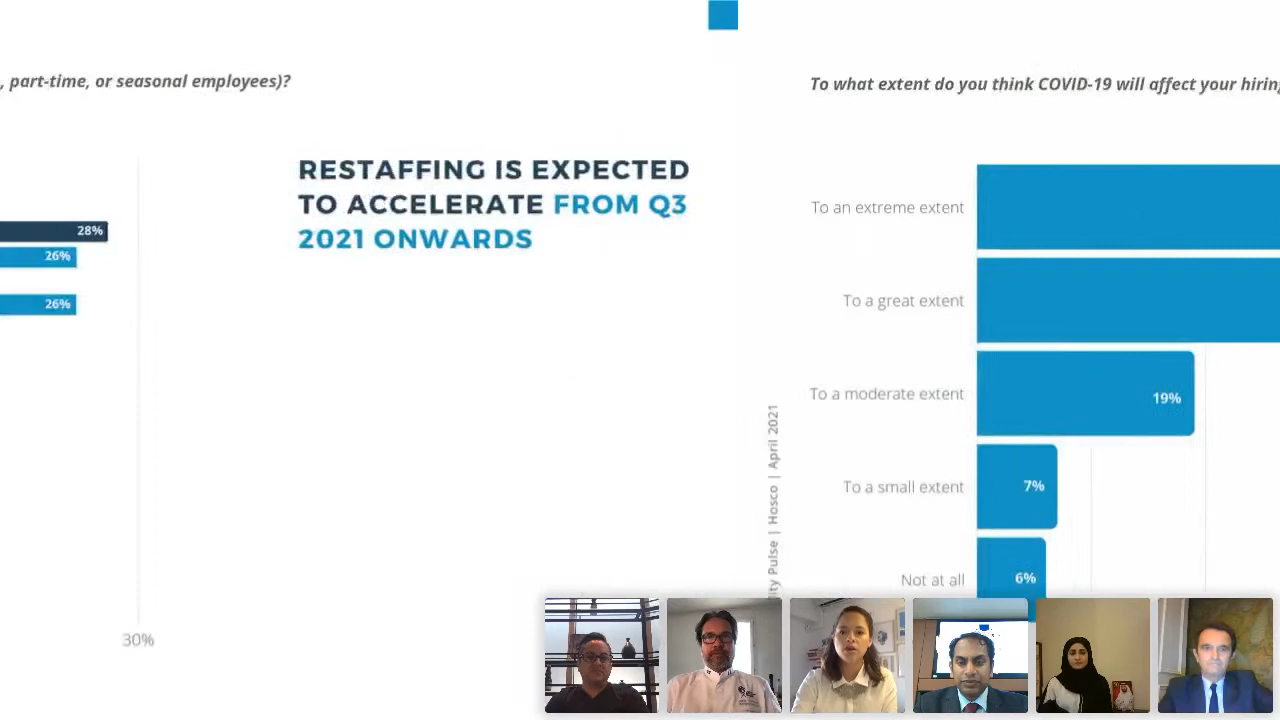 , part-time, or seasonal employees)?
RESTAFFING IS EXPECTED
TO ACCELERATE FROM Q3
2021 ONWARDS
28%
26%
26%
30%
To what extent do you think COVID-19 will affect your hiring
To an extreme extent
To a great extent
To a moderate extent
19%
To a small extent
7%
Not at all
6%
Pulse | Hosco | April 2021